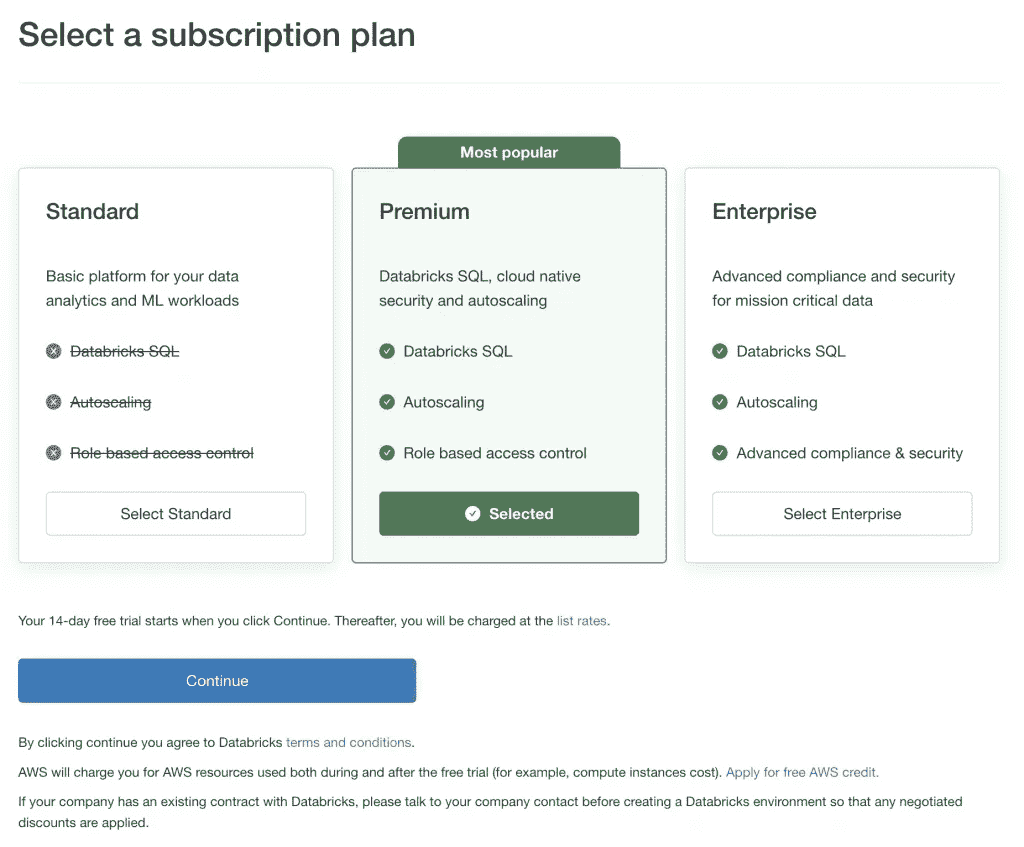 Select a subscription plan
Most popular
Standard
Basic platform for your data
analytics and ML workloads
Databricks SQL
Autoscaling
Role based access control
Select Standard
Premium
Databricks SQL, cloud native
security and autoscaling
Databricks SQL
Autoscaling
Role based access control
Selected
Enterprise
Advanced compliance and security
for mission critical data
Databricks SQL
Autoscaling
Advanced compliance & security
Select Enterprise
Your 14-day free trial starts when you click Continue. Thereafter, you will be charged at the list rates.
Continue
By clicking continue you agree to Databricks terms and conditions.
AWS will charge you for AWS resources used both during and after the free trial (for example, compute instances cost). Apply for free AWS credit.
If your company has an existing contract with Databricks, please talk to your company contact before creating a Databricks environment so that any negotiated
discounts are applied.